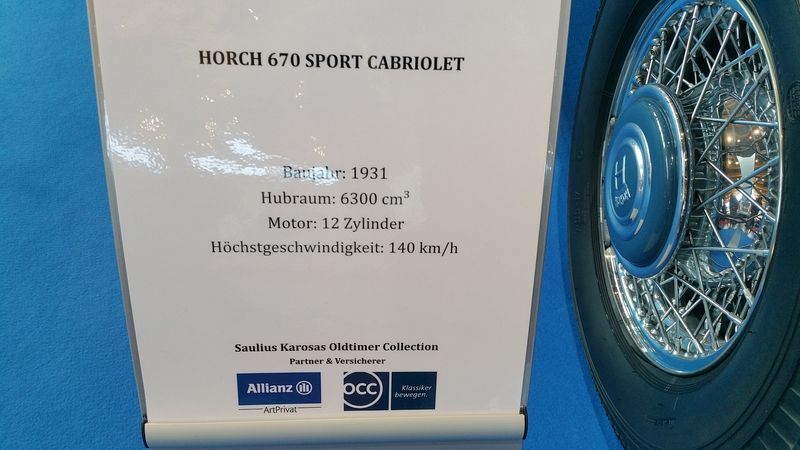 HORCH 670 SPORT CABRIOLET
Baujahr: 1931
Hubraum: 6300 cm³
Motor: 12 Zylinder
Höchstgeschwindigkeit: 140 km/h
Saulius Karosas Oldtimer Collection
Partner & Versicherer
Allianz
ArtPrivat
OCC
Klassiker
bewegen.
H
Horch